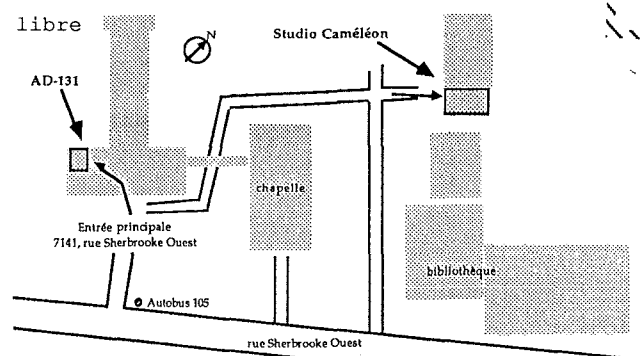 libre
N
Studio Caméléon
AD-131
chapelle
Entrée principale
7141, rue Sherbrooke Ouest
bibliothèque
Autobus 105
rue Sherbrooke Ouest